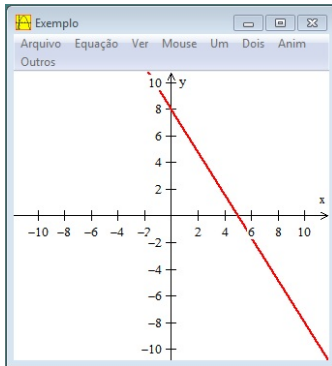 Exemplo
Arquivo Equação Ver Mouse Um Dois Anim
Outros
y
10
8
6
4
2
x
−10 −8 −6 −4 −2 2 4 6 8 10
−2
−4
−6
−8
−10